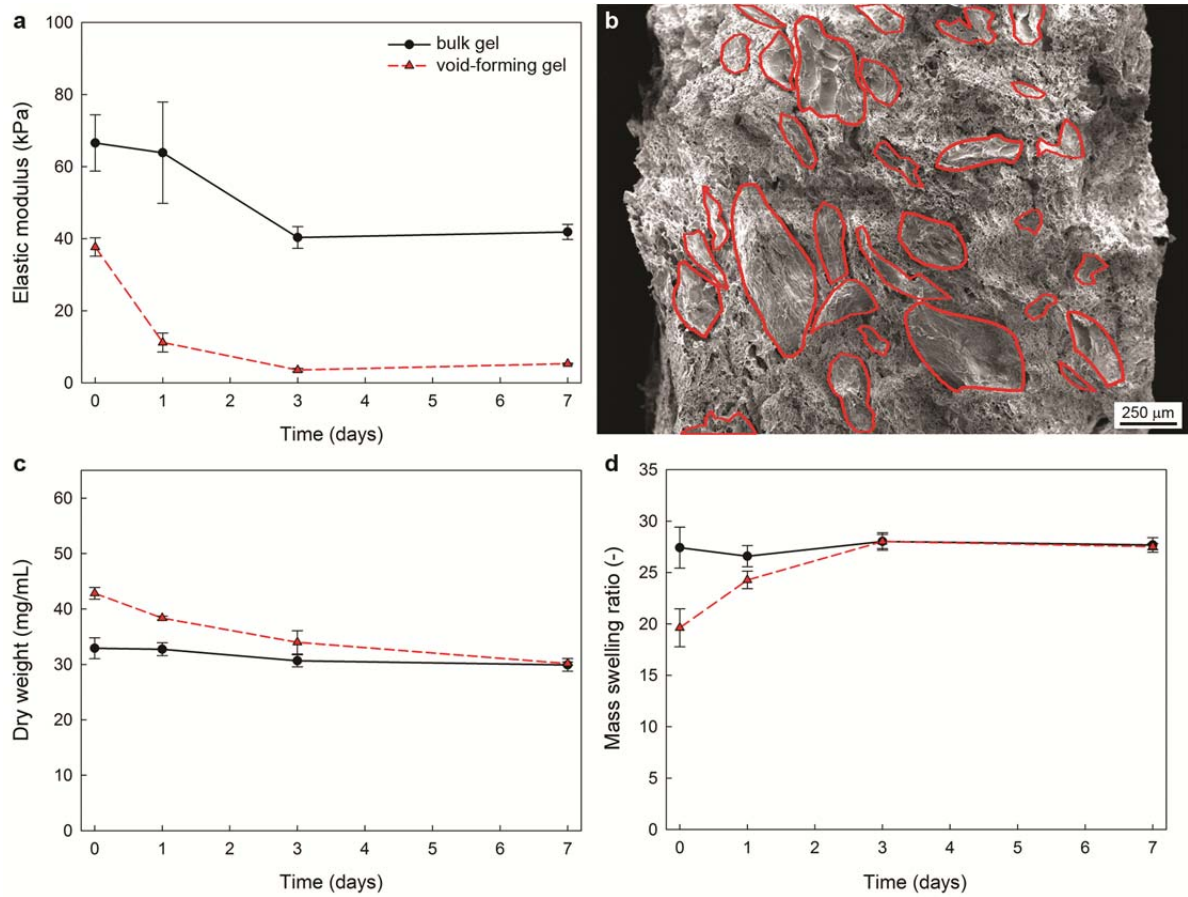 a
bulk gel
void-forming gel
Elastic modulus (kPa)
100
80
60
40
20
0
0 1 2 3 4 5 6 7
Time (days)
b
250 μm
c
Dry weight (mg/mL)
60
50
40
30
20
10
0
0 1 2 3 4 5 6 7
Time (days)
d
Mass swelling ratio (-)
35
30
25
20
15
10
5
0
0 1 2 3 4 5 6 7
Time (days)